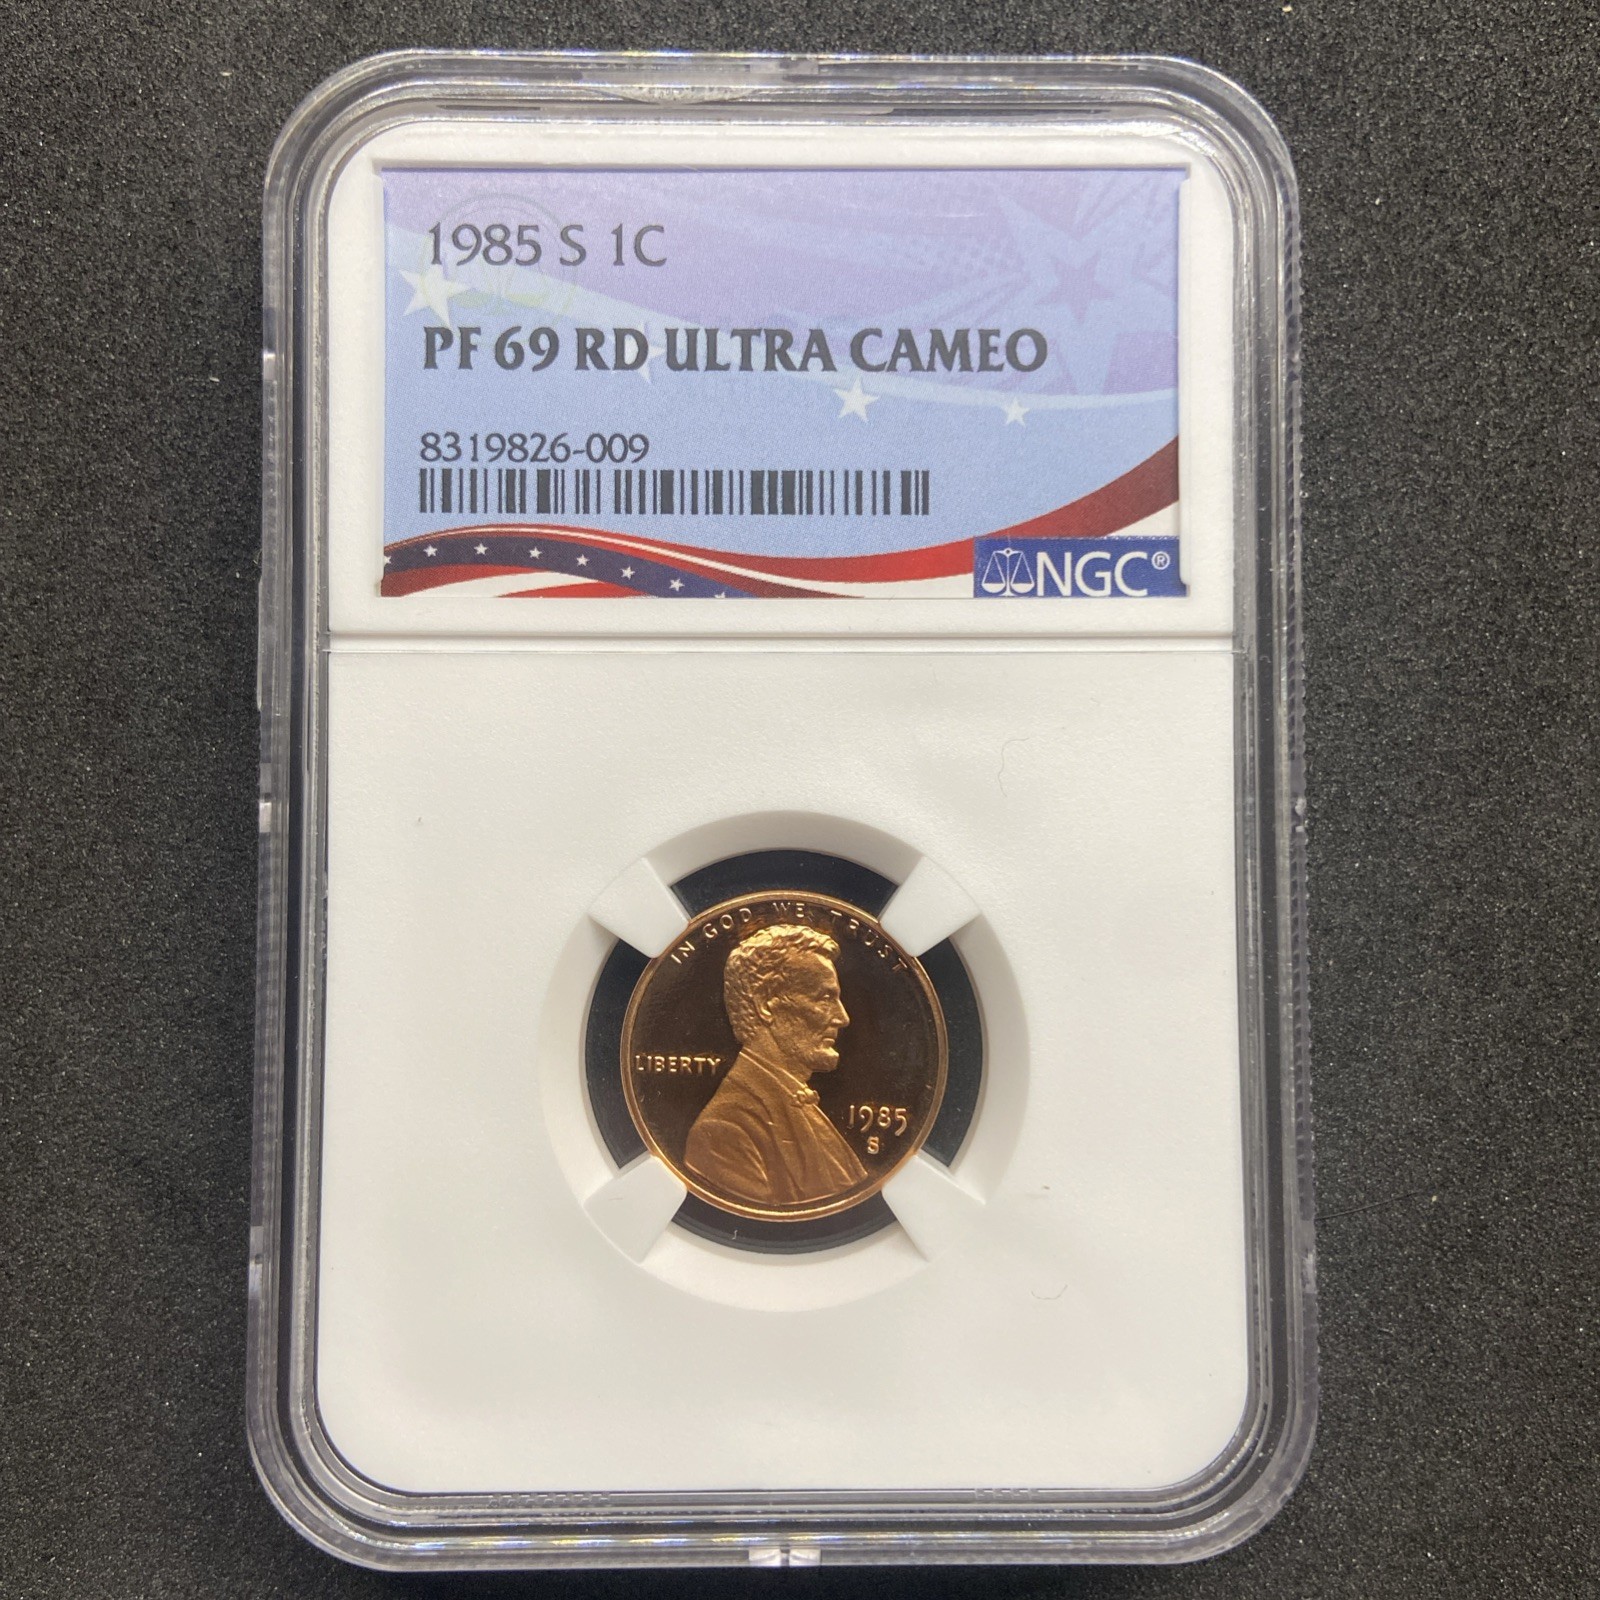 1985 S 1C
PF 69 RD ULTRA CAMEO
8319826-009
NGC®
IN GOD WE TRUST
LIBERTY
1985
S